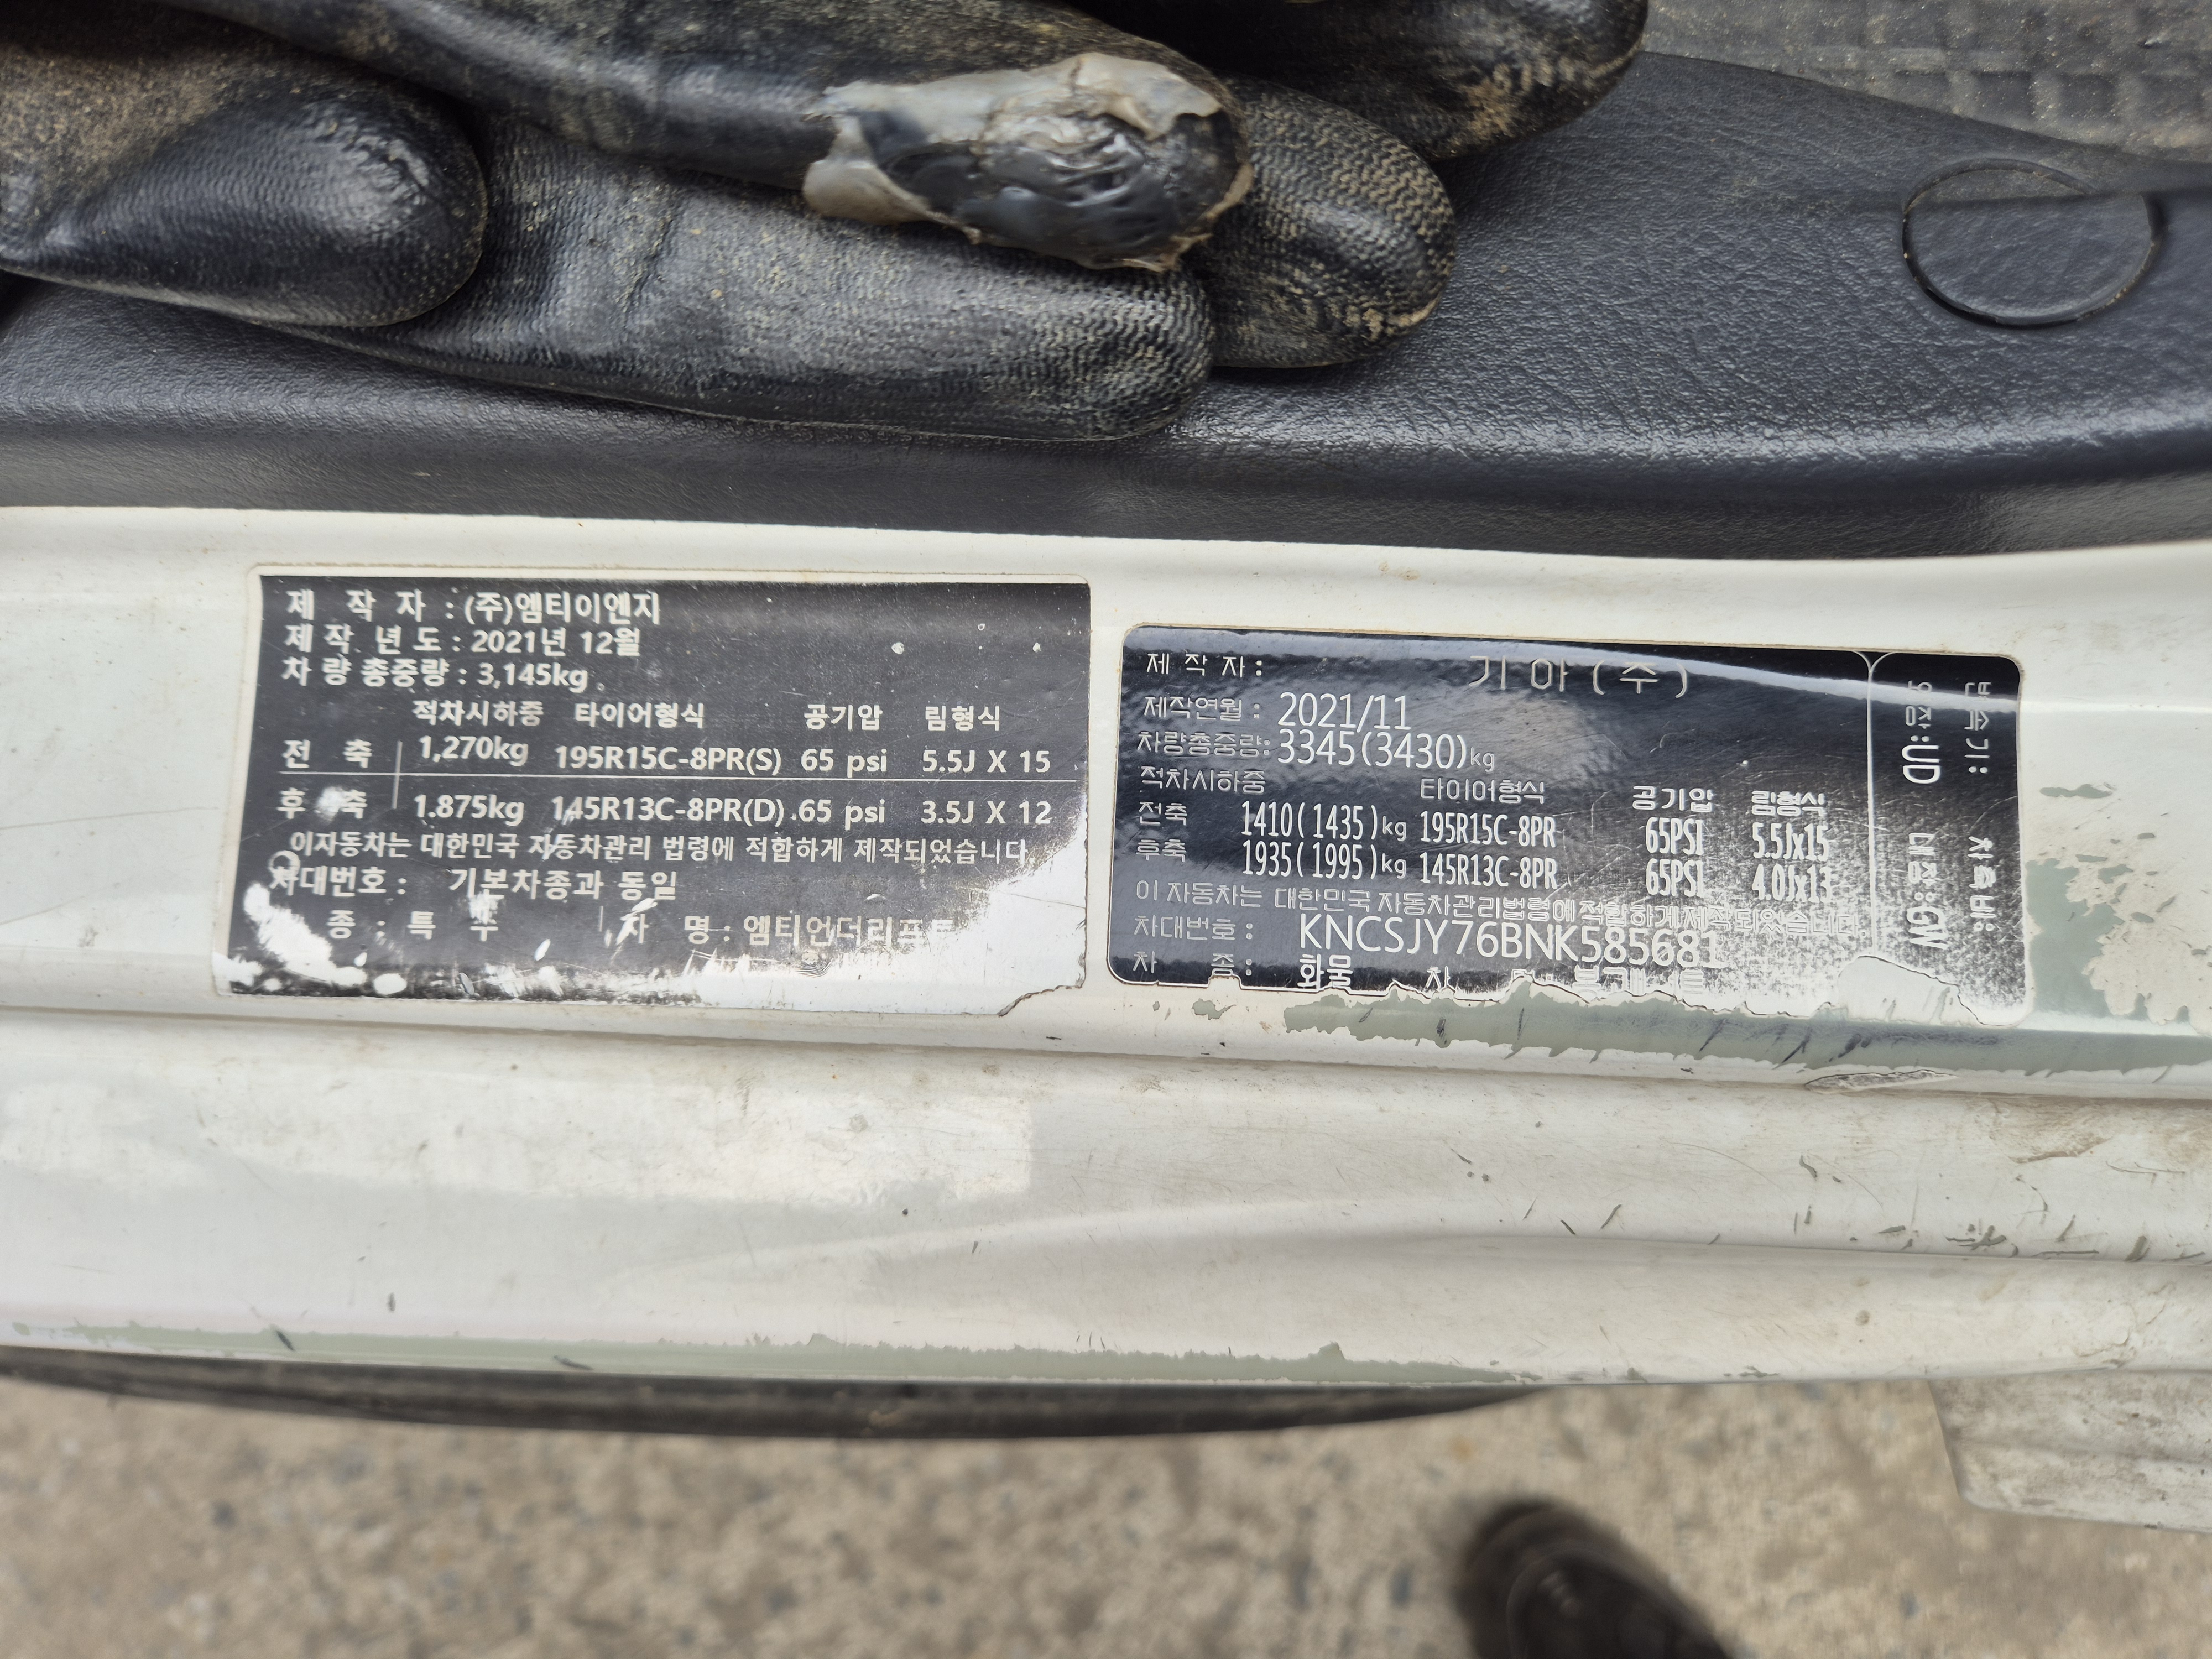 제 작 자 : (주)엠티이엔지
제 작 년 도 : 2021년 12월
차 량 총중량 : 3,145kg
적차시하중 타이어형식 공기압 림형식
전 축 1,270kg 195R15C-8PR(S) 65 psi 5.5J X 15
후 축 1.875kg 145R13C-8PR(D) 65 psi 3.5J X 12
이자동차는 대한민국 자동차관리 법령에 적합하게 제작되었습니다.
차대번호 : 기본차종과 동일
종 : 특 수 차 명 : 엠티언더리프트
제 작 자 : 기아(주)
제작연월 : 2021/11
차량총중량: 3345(3430)kg
적차시하중 타이어형식 공기압 림형식
전축 1410(1435)kg 195R15C-8PR 65PSI 5.5Jx15
후축 1935(1995)kg 145R13C-8PR 65PSI 4.0Jx13
이 자동차는 대한민국 자동차관리법령에적합하게제작되었습니다.
차대번호 : KNCSJY76BNK585681
차 종 : 화물 차
변속기:
차축비:
외장:UD 내장:GW